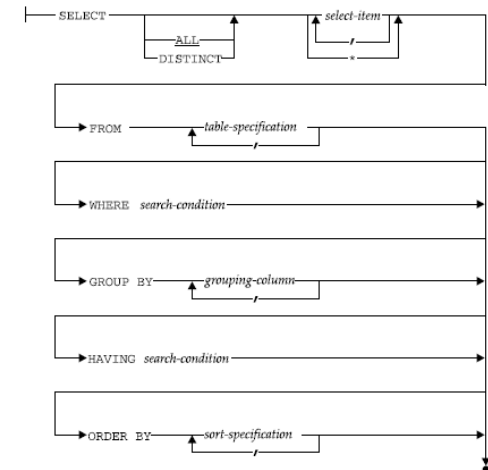 SELECT select-item
ALL ,
DISTINCT *
FROM table-specification
,
WHERE search-condition
GROUP BY grouping-column
,
HAVING search-condition
ORDER BY sort-specification
,